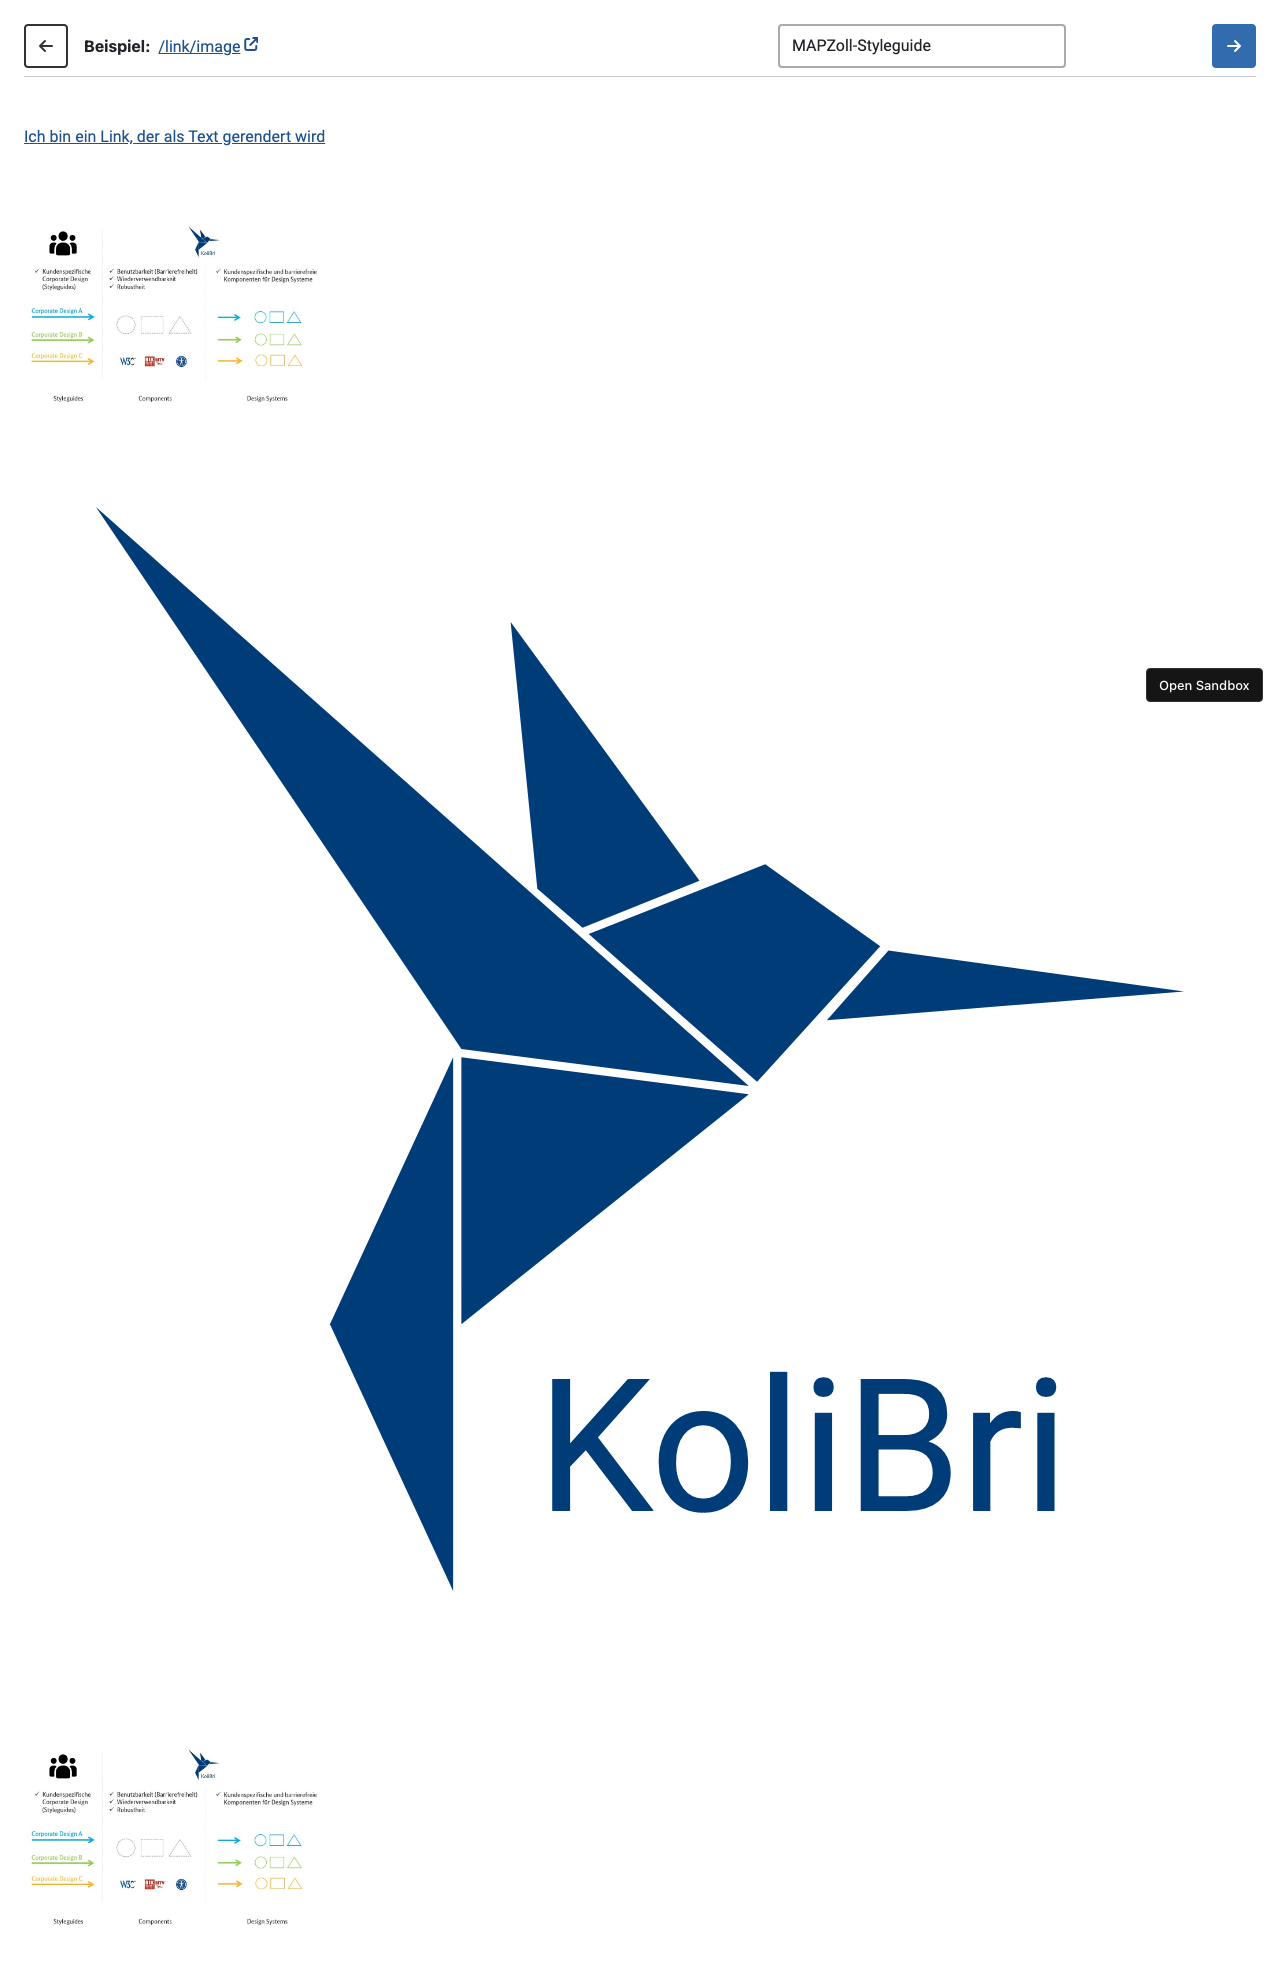 Beispiel: /link/image
MAPZoll-Styleguide
Ich bin ein Link, der als Text gerendert wird
KoliBri
✓ Kundenspezifische
Corporate Design
(Styleguides)
✓ Benutzbarkeit (Barrierefreiheit)
✓ Wiederverwendbarkeit
✓ Robustheit
✓ Kundenspezifische und barrierefreie
Komponenten für Design Systeme
Corporate Design A
Corporate Design B
Corporate Design C
W3C
Styleguides
Components
Design Systems
Open Sandbox
KoliBri
KoliBri
✓ Kundenspezifische
Corporate Design
(Styleguides)
✓ Benutzbarkeit (Barrierefreiheit)
✓ Wiederverwendbarkeit
✓ Robustheit
✓ Kundenspezifische und barrierefreie
Komponenten für Design Systeme
Corporate Design A
Corporate Design B
Corporate Design C
W3C
Styleguides
Components
Design Systems